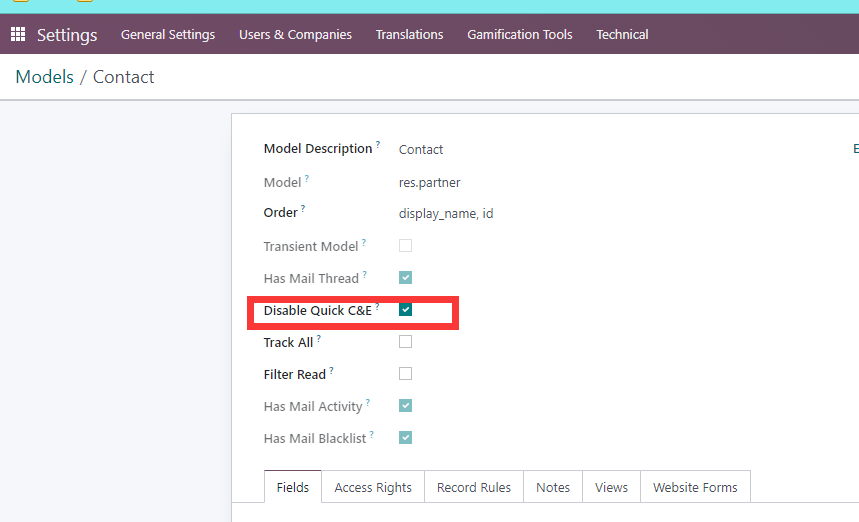 Settings General Settings Users & Companies Translations Gamification Tools Technical
Models / Contact
Model Description ? Contact
E
Model ? res.partner
Order ? display_name, id
Transient Model ?
Has Mail Thread ?
Disable Quick C&E ?
Track All ?
Filter Read ?
Has Mail Activity ?
Has Mail Blacklist ?
Fields Access Rights Record Rules Notes Views Website Forms